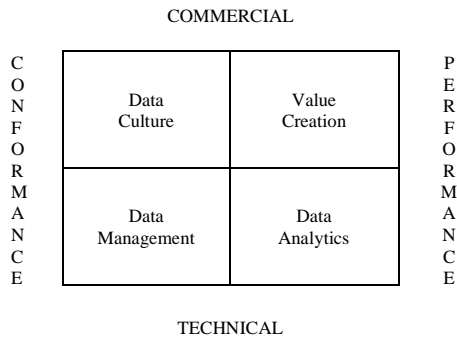 COMMERCIAL
CONFORMANCE
Data
Culture
Value
Creation
PERFORMANCE
Data
Management
Data
Analytics
TECHNICAL